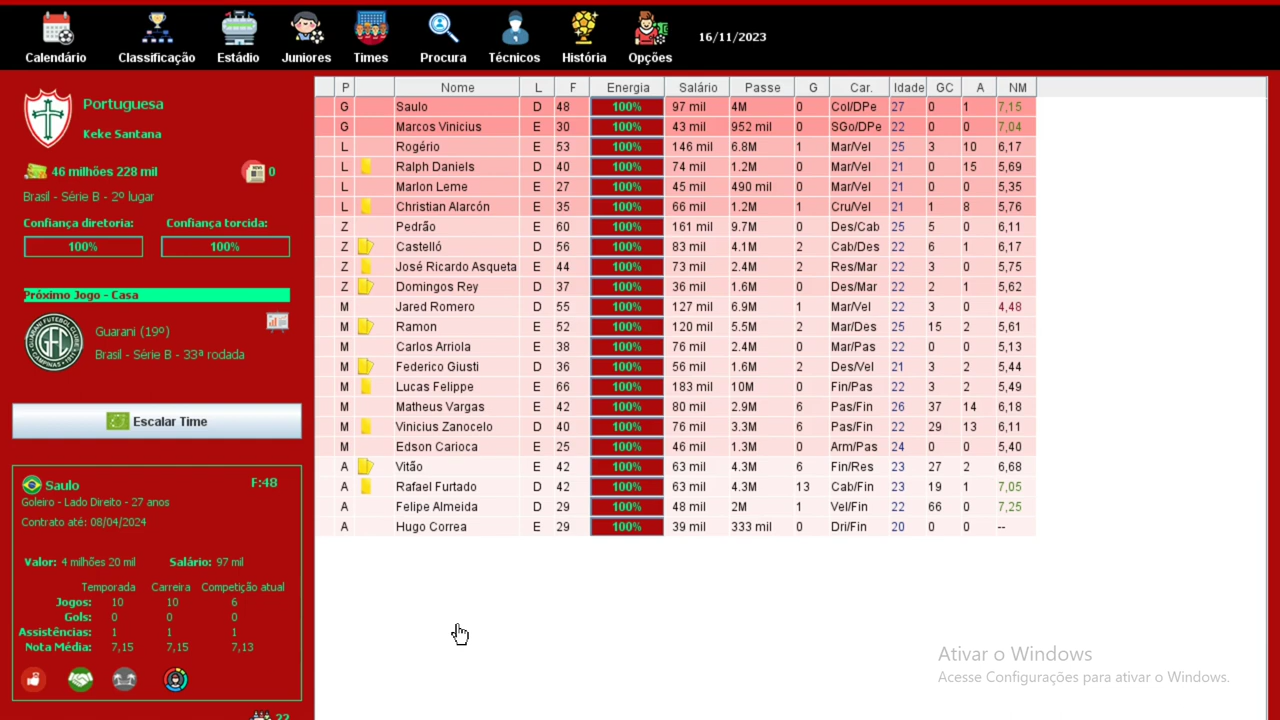 Calendário Classificação Estádio Juniores Times Procura Técnicos História Opções 16/11/2023
Portuguesa
Keke Santana
46 milhões 228 mil 0
Brasil - Série B - 2º lugar
Confiança diretoria: Confiança torcida:
100% 100%
Próximo Jogo - Casa
Guarani (19º)
Brasil - Série B - 33ª rodada
GUARANI FUTEBOL CLUBE
GFC
CAMPINAS
Escalar Time
Saulo F:48
Goleiro - Lado Direito - 27 anos
Contrato até: 08/04/2024
Valor: 4 milhões 20 mil Salário: 97 mil
Temporada Carreira Competição atual
Jogos: 10 10 6
Gols: 0 0 0
Assistências: 1 1 1
Nota Média: 7,15 7,15 7,13
22
P Nome L F Energia Salário Passe G Car. Idade GC A NM
G Saulo D 48 100% 97 mil 4M 0 Col/DPe 27 0 1 7,15
G Marcos Vinicius E 30 100% 43 mil 952 mil 0 SGo/DPe 22 0 0 7,04
L Rogério E 53 100% 146 mil 6.8M 1 Mar/Vel 25 3 10 6,17
L Ralph Daniels D 40 100% 74 mil 1.2M 0 Mar/Vel 21 0 15 5,69
L Marlon Leme E 27 100% 45 mil 490 mil 0 Mar/Vel 21 0 0 5,35
L Christian Alarcón E 35 100% 66 mil 1.2M 1 Cru/Vel 21 1 8 5,76
Z Pedrão E 60 100% 161 mil 9.7M 0 Des/Cab 25 5 0 6,11
Z Castelló D 56 100% 83 mil 4.1M 2 Cab/Des 22 6 1 6,17
Z José Ricardo Asqueta E 44 100% 73 mil 2.4M 2 Res/Mar 22 3 0 5,75
Z Domingos Rey D 37 100% 36 mil 1.6M 0 Des/Mar 22 2 1 5,62
M Jared Romero D 55 100% 127 mil 6.9M 1 Mar/Vel 22 3 0 4,48
M Ramon E 52 100% 120 mil 5.5M 2 Mar/Des 25 15 2 5,61
M Carlos Arriola E 38 100% 76 mil 2.4M 0 Mar/Pas 22 0 0 5,13
M Federico Giusti D 36 100% 56 mil 1.6M 2 Des/Vel 21 3 2 5,44
M Lucas Felippe E 66 100% 183 mil 10M 0 Fin/Pas 22 3 2 5,49
M Matheus Vargas E 42 100% 80 mil 2.9M 6 Pas/Fin 26 37 14 6,18
M Vinicius Zanocelo D 40 100% 76 mil 3.3M 6 Pas/Fin 22 29 13 6,11
M Edson Carioca E 25 100% 46 mil 1.3M 0 Arm/Pas 24 0 0 5,40
A Vitão E 42 100% 63 mil 4.3M 6 Fin/Res 23 27 2 6,68
A Rafael Furtado D 42 100% 63 mil 4.3M 13 Cab/Fin 23 19 1 7,05
A Felipe Almeida D 29 100% 48 mil 2M 1 Vel/Fin 22 66 0 7,25
A Hugo Correa E 29 100% 39 mil 333 mil 0 Dri/Fin 20 0 0 --
Ativar o Windows
Acesse Configurações para ativar o Windows.